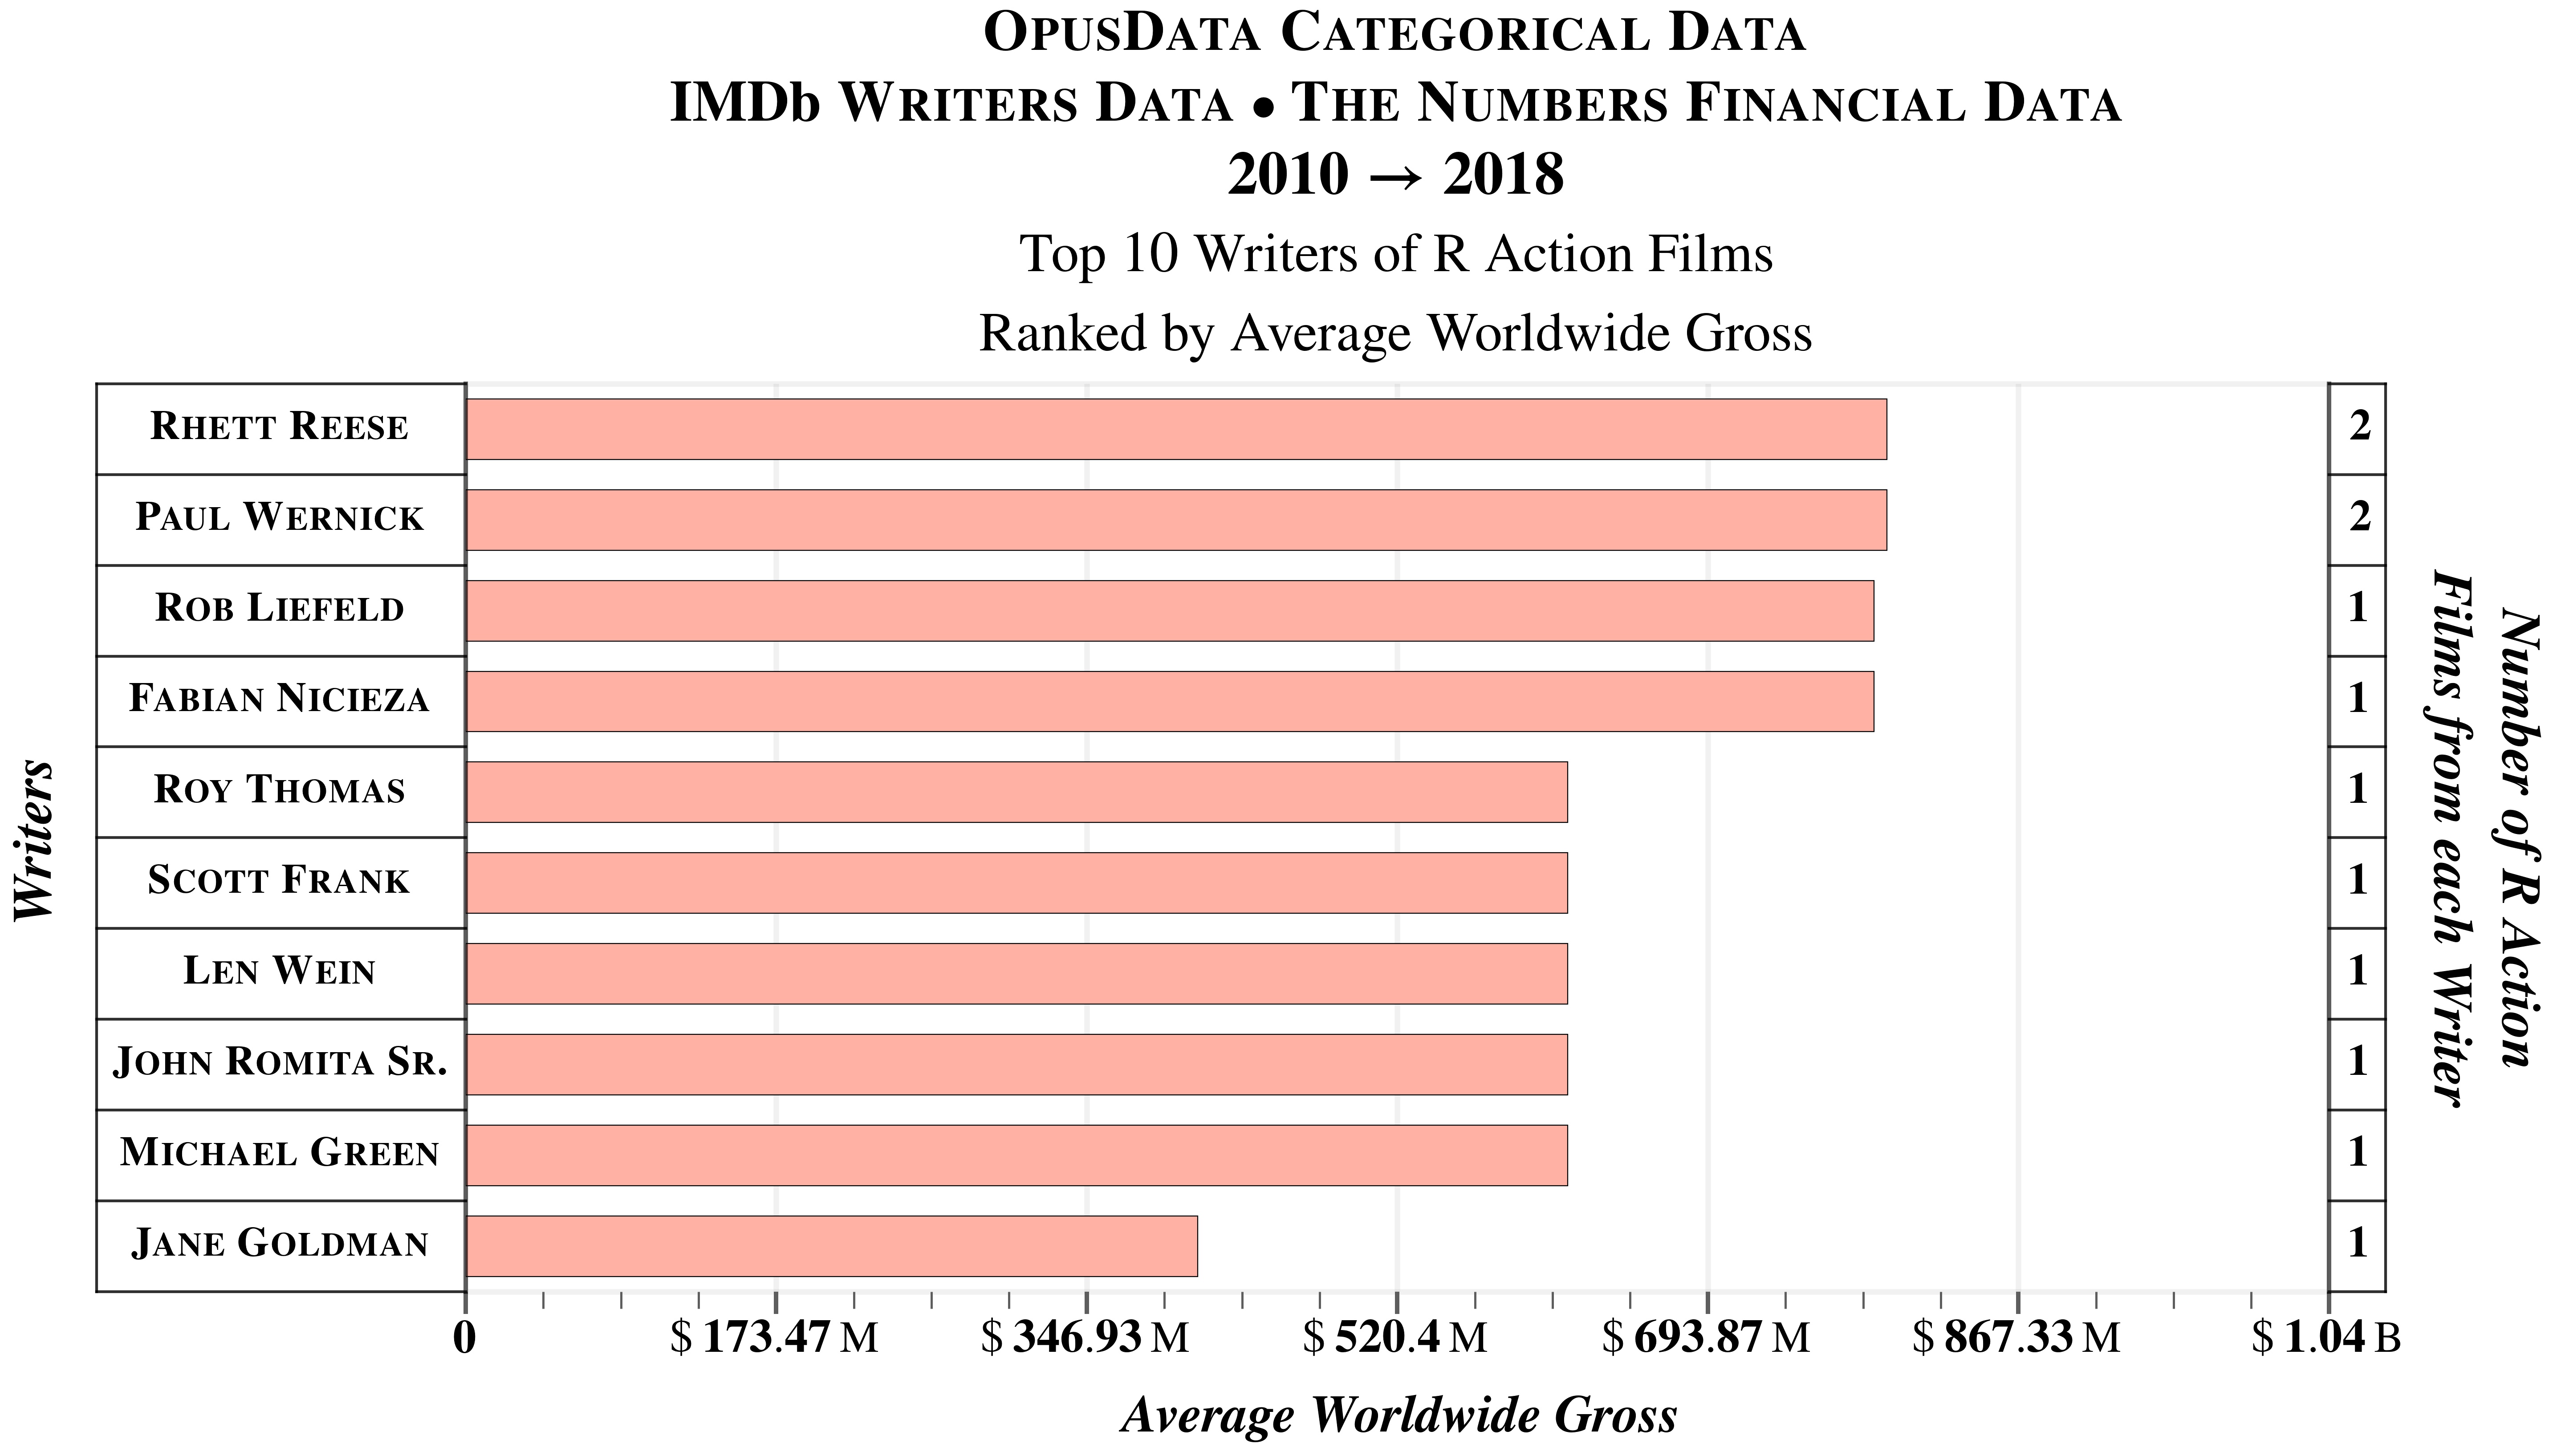 OpusData Categorical Data
IMDb Writers Data • The Numbers Financial Data
2010 → 2018
Top 10 Writers of R Action Films
Ranked by Average Worldwide Gross
Writers
Rhett Reese 2
Paul Wernick 2
Rob Liefeld 1
Fabian Nicieza 1
Roy Thomas 1
Scott Frank 1
Len Wein 1
John Romita Sr. 1
Michael Green 1
Jane Goldman 1
Number of R Action
Films from each Writer
0 $ 173.47 M $ 346.93 M $ 520.4 M $ 693.87 M $ 867.33 M $ 1.04 B
Average Worldwide Gross